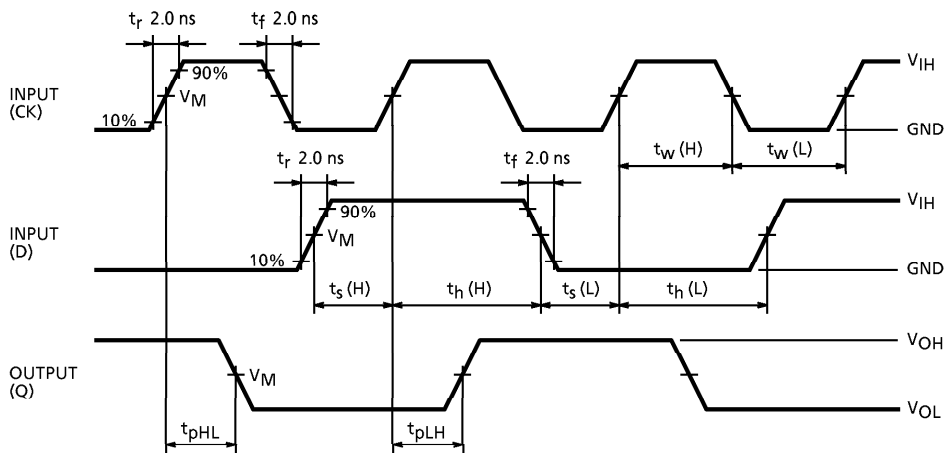 tr 2.0 ns
tf 2.0 ns
INPUT
(CK)
10%
90%
VM
VIH
GND
tw (H)
tw (L)
tr 2.0 ns
tf 2.0 ns
INPUT
(D)
10%
90%
VM
VIH
GND
ts (H)
th (H)
ts (L)
th (L)
OUTPUT
(Q)
VM
VOH
VOL
tpHL
tpLH